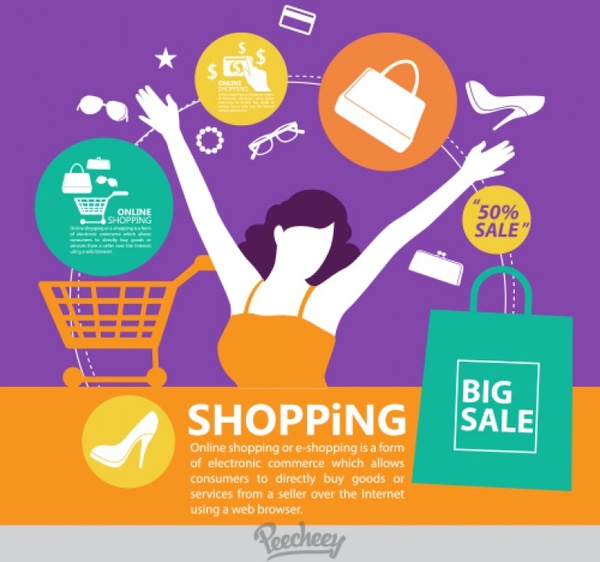 $ $ $
ONLINE
SHOPPING
ONLINE
SHOPPING
Online shopping or e-shopping is a form
of electronic commerce which allows
consumers to directly buy goods or
services from a seller over the Internet
using a web browser.
"50%
SALE"
BIG
SALE
SHOPPiNG
Online shopping or e-shopping is a form
of electronic commerce which allows
consumers to directly buy goods or
services from a seller over the Internet
using a web browser.
Peecheey